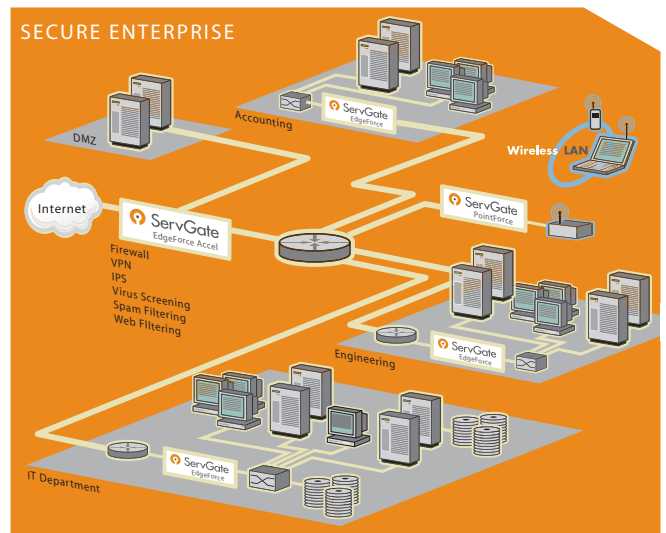 SECURE ENTERPRISE
Accounting
ServGate
EdgeForce
DMZ
Wireless LAN
Internet
ServGate
EdgeForce Accel
Firewall
VPN
IPS
Virus Screening
Spam Filtering
Web Filtering
ServGate
PointForce
Engineering
ServGate
EdgeForce
IT Department
ServGate
EdgeForce